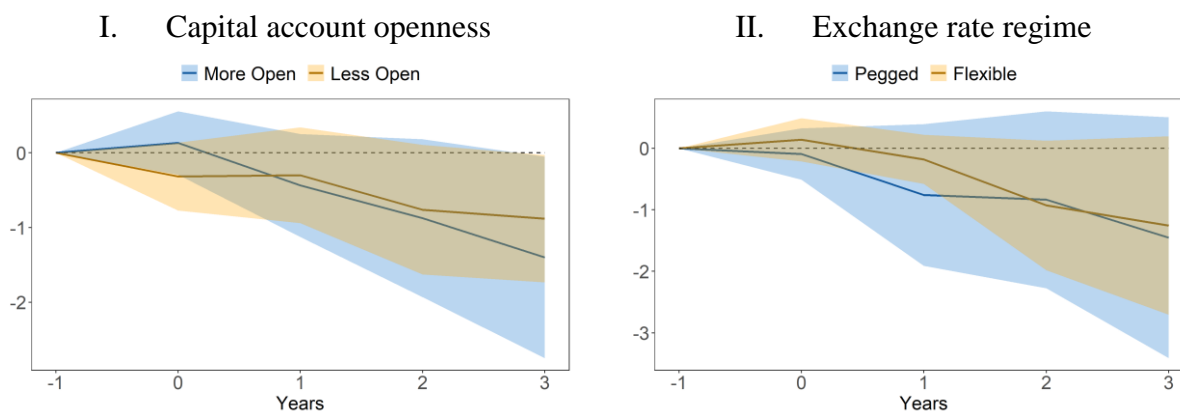 I. Capital account openness
More Open Less Open
0
-1
-2
-1 0 1 2 3
Years
II. Exchange rate regime
Pegged Flexible
0
-1
-2
-3
-1 0 1 2 3
Years